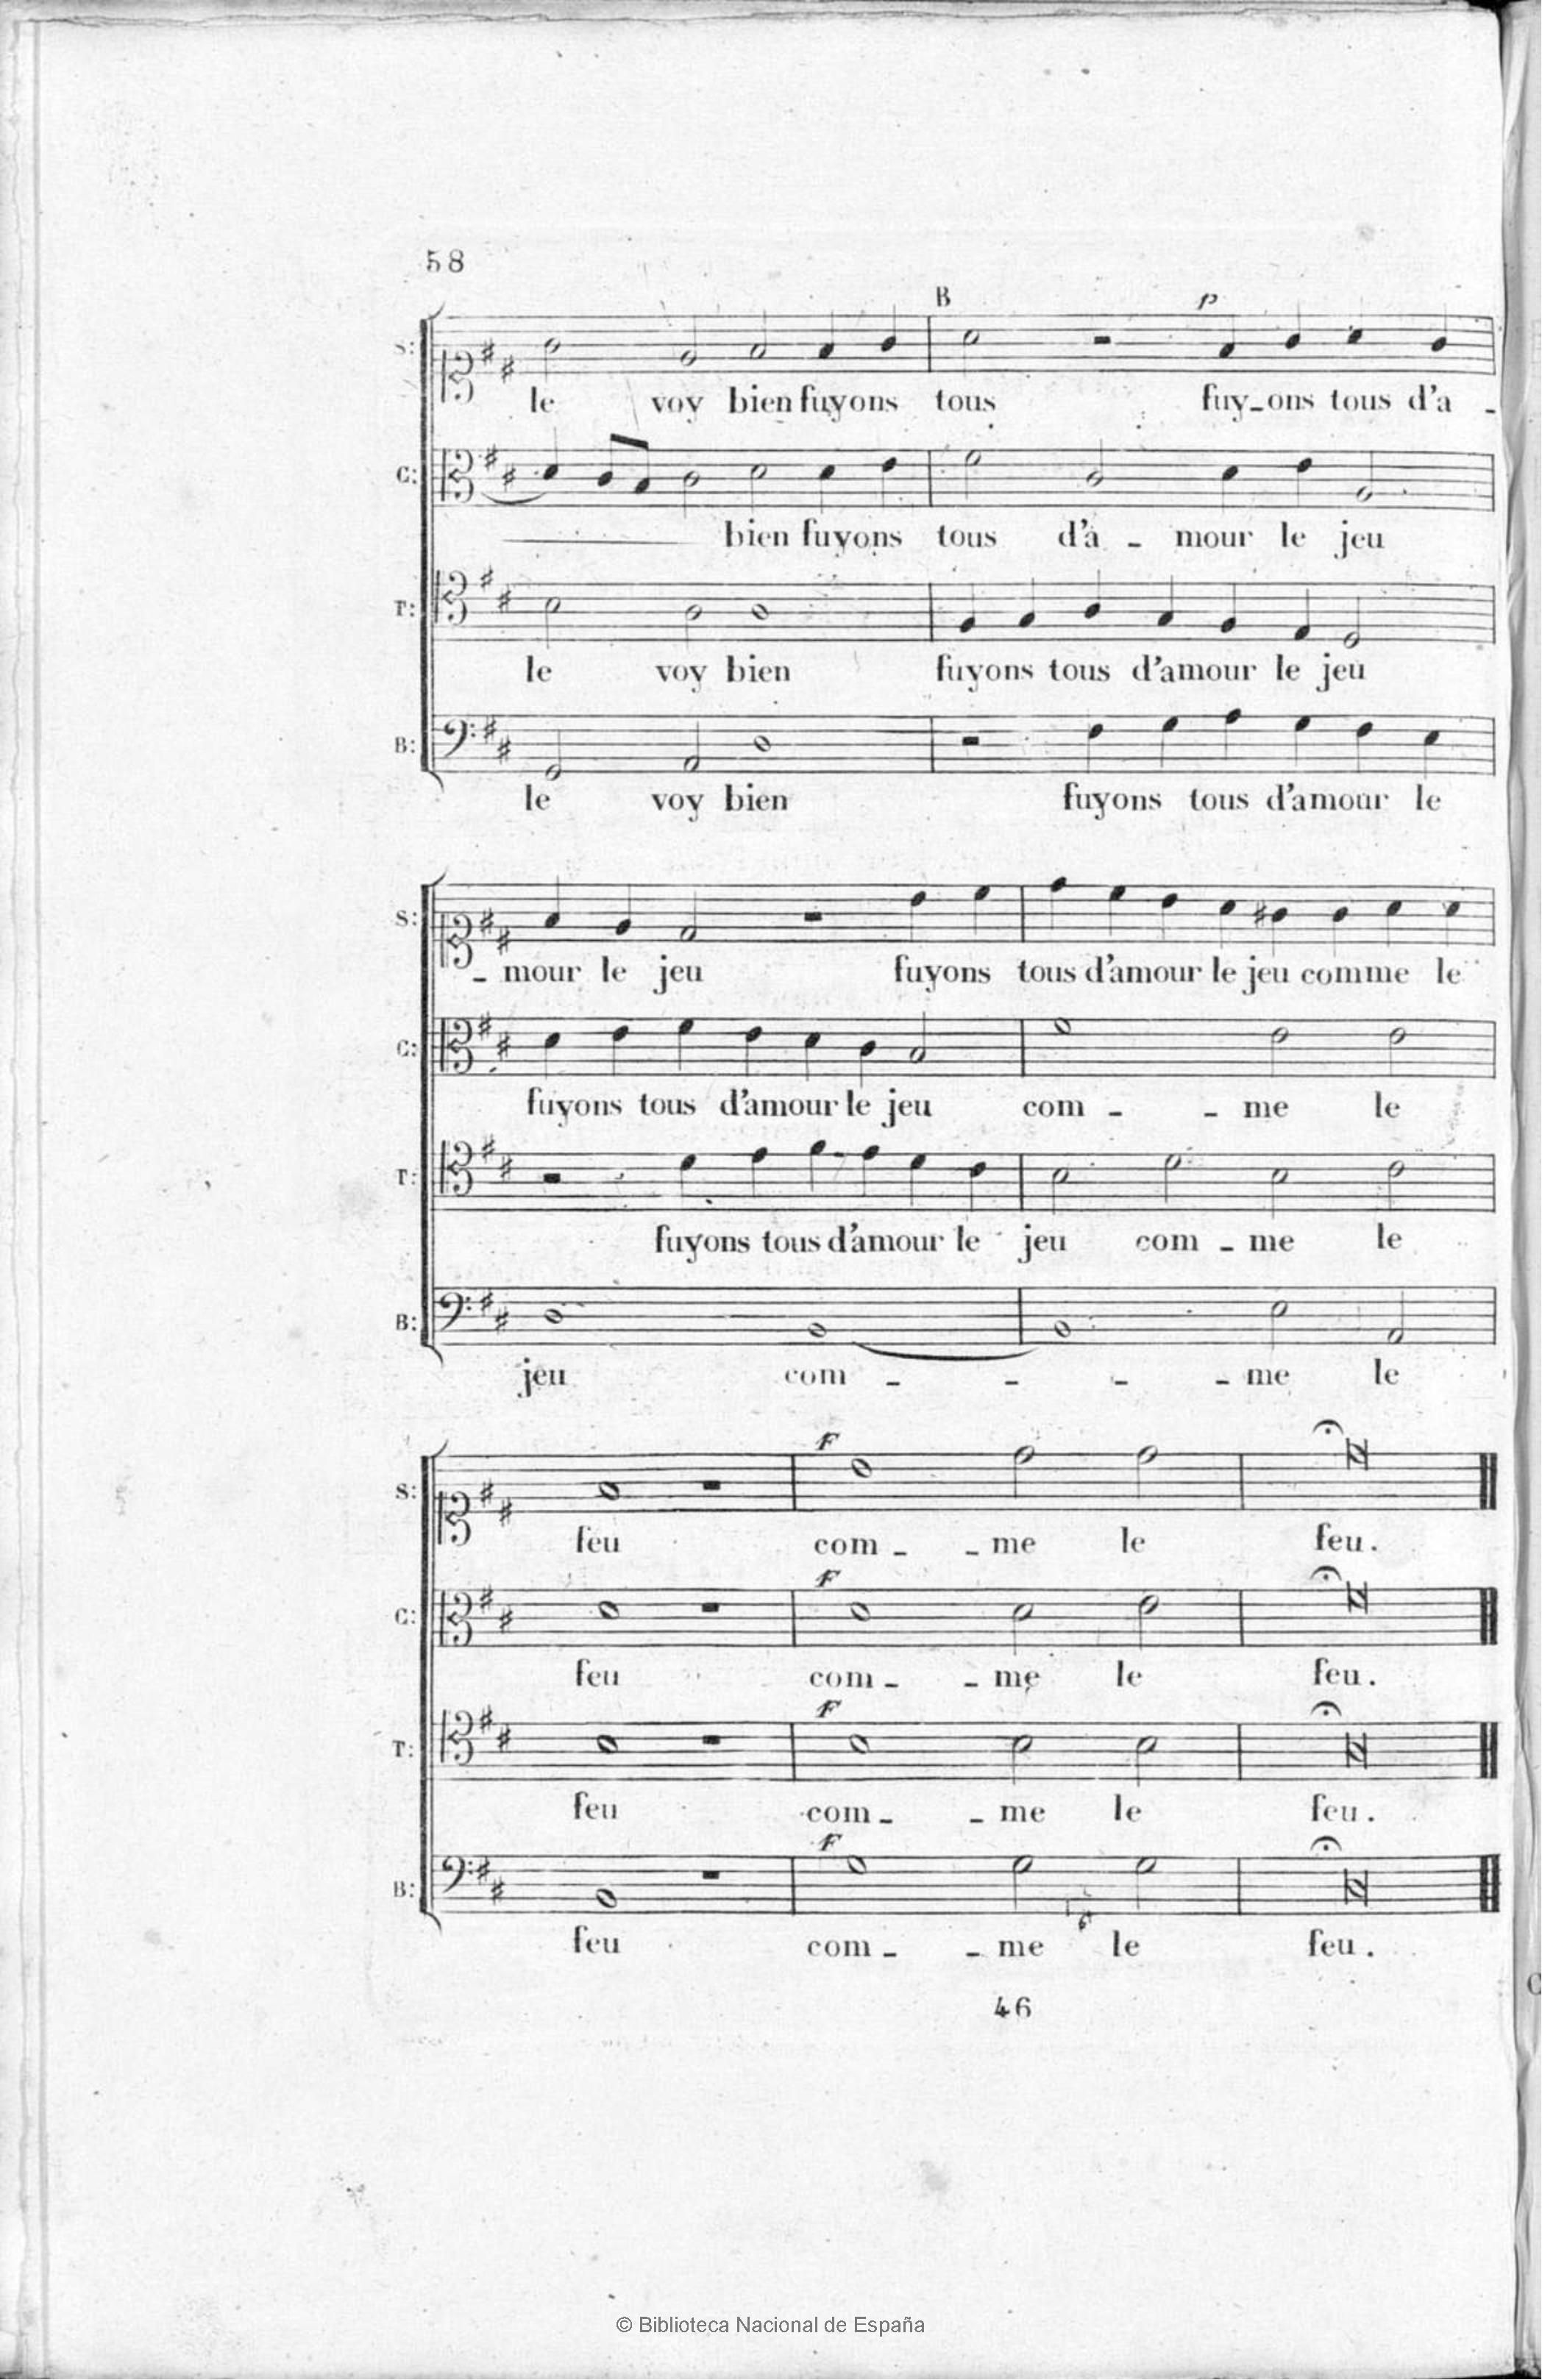 58
B p
S:
le voy bien fuyons tous fuy_ons tous d'a _
C:
bien fuyons tous d'a _ mour le jeu
T:
le voy bien fuyons tous d'amour le jeu
B:
le voy bien fuyons tous d'amour le
S:
_ mour le jeu fuyons tous d'amour le jeu comme le
C:
fuyons tous d'amour le jeu com _ _ me le
T:
fuyons tous d'amour le jeu com _ me le
B:
jeu com _ _ _ _ me le
F
S:
feu com _ _ me le feu.
F
C:
feu com _ _ me le feu.
F
T:
feu com _ _ me le feu.
F
B:
feu com _ _ me le feu.
46
© Biblioteca Nacional de España